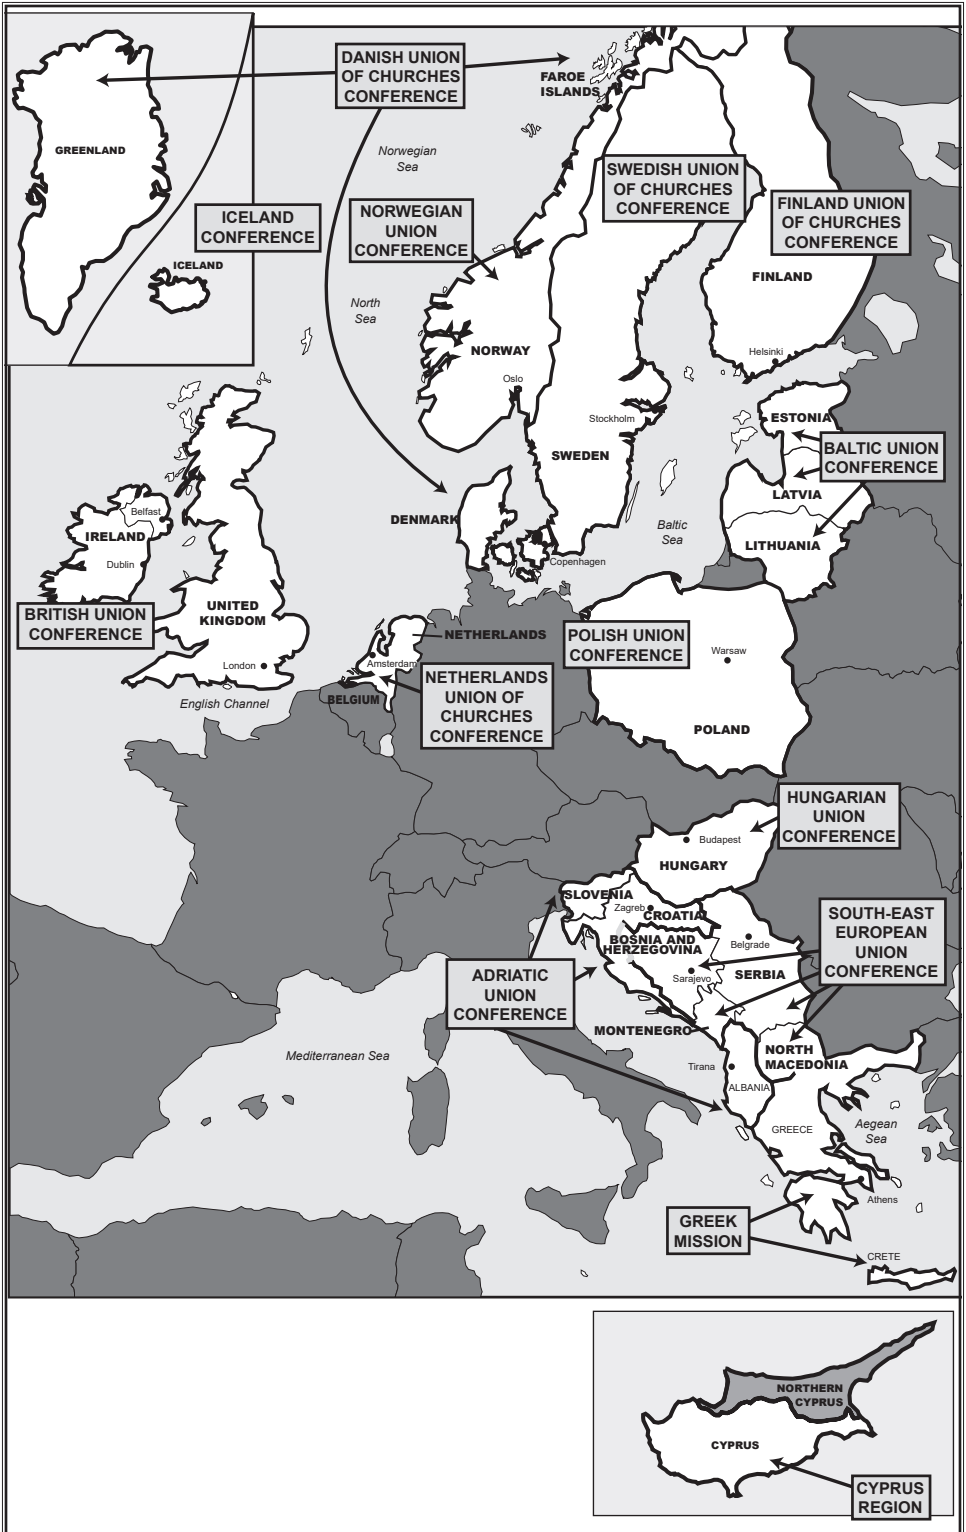 DANISH UNION
OF CHURCHES
CONFERENCE
FAROE
ISLANDS
GREENLAND
Norwegian
Sea
SWEDISH UNION
OF CHURCHES
CONFERENCE
ICELAND
CONFERENCE
NORWEGIAN
UNION
CONFERENCE
FINLAND UNION
OF CHURCHES
CONFERENCE
ICELAND
FINLAND
North
Sea
NORWAY
Helsinki
Oslo
Stockholm
ESTONIA
SWEDEN
BALTIC UNION
CONFERENCE
LATVIA
Belfast
DENMARK
IRELAND
Baltic
Sea
LITHUANIA
Dublin
Copenhagen
BRITISH UNION
CONFERENCE
UNITED
KINGDOM
NETHERLANDS
POLISH UNION
CONFERENCE
London
Amsterdam
Warsaw
English Channel
BELGIUM
NETHERLANDS
UNION OF
CHURCHES
CONFERENCE
POLAND
HUNGARIAN
UNION
CONFERENCE
Budapest
HUNGARY
SLOVENIA
Zagreb
CROATIA
SOUTH-EAST
EUROPEAN
UNION
CONFERENCE
BOSNIA AND
HERZEGOVINA
Belgrade
ADRIATIC
UNION
CONFERENCE
Sarajevo
SERBIA
MONTENEGRO
Mediterranean Sea
NORTH
MACEDONIA
Tirana
ALBANIA
GREECE
Aegean
Sea
Athens
GREEK
MISSION
CRETE
NORTHERN
CYPRUS
CYPRUS
CYPRUS
REGION